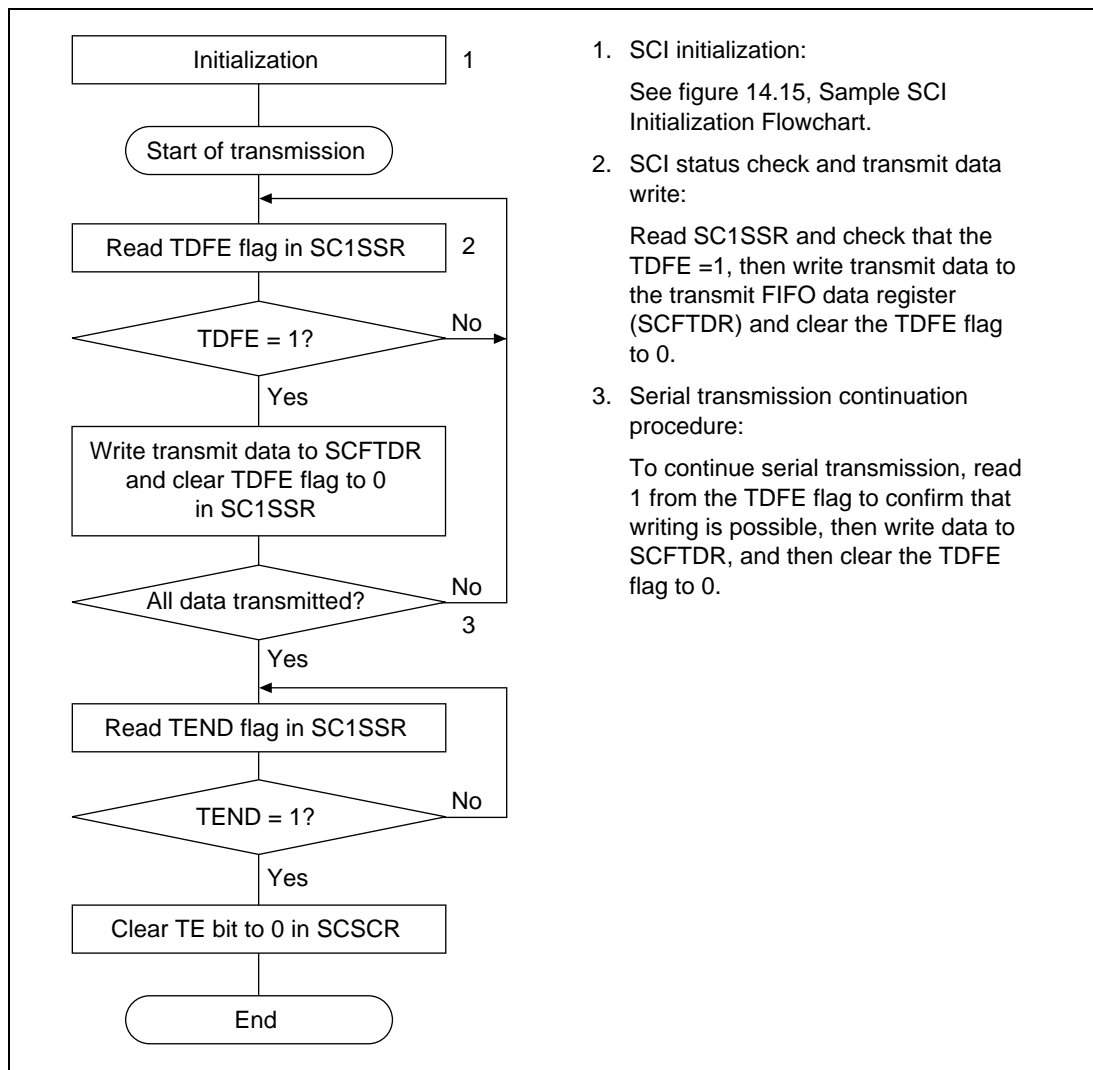 Initialization
1
Start of transmission
Read TDFE flag in SC1SSR
2
TDFE = 1?
No
Yes
Write transmit data to SCFTDR
and clear TDFE flag to 0
in SC1SSR
All data transmitted?
No
3
Yes
Read TEND flag in SC1SSR
TEND = 1?
No
Yes
Clear TE bit to 0 in SCSCR
End
1. SCI initialization:
See figure 14.15, Sample SCI
Initialization Flowchart.
2. SCI status check and transmit data
write:
Read SC1SSR and check that the
TDFE =1, then write transmit data to
the transmit FIFO data register
(SCFTDR) and clear the TDFE flag
to 0.
3. Serial transmission continuation
procedure:
To continue serial transmission, read
1 from the TDFE flag to confirm that
writing is possible, then write data to
SCFTDR, and then clear the TDFE
flag to 0.